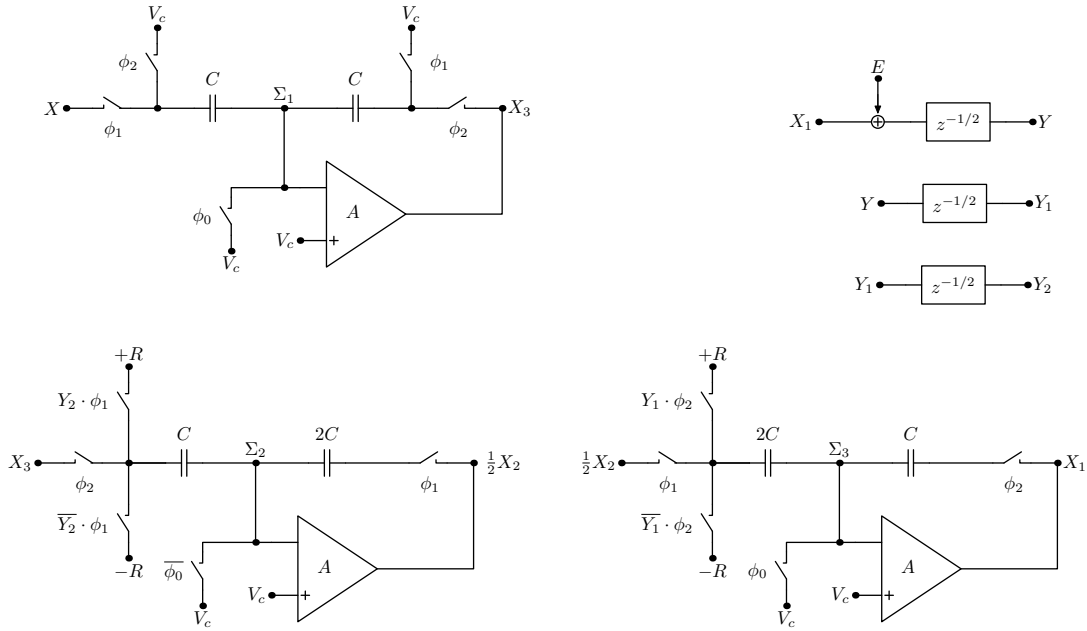 V_c
V_c
ϕ_2
ϕ_1
C
C
X
Σ_1
X_3
ϕ_1
ϕ_2
A
ϕ_0
V_c
+
V_c
E
X_1
+
z^{-1/2}
Y
Y
z^{-1/2}
Y_1
Y_1
z^{-1/2}
Y_2
+R
Y_2 · ϕ_1
C
Σ_2
2C
X_3
ϕ_2
ϕ_1
½X_2
\overline{Y_2} · ϕ_1
−R
\overline{ϕ_0}
A
V_c
+
V_c
+R
Y_1 · ϕ_2
2C
Σ_3
C
½X_2
ϕ_1
ϕ_2
X_1
\overline{Y_1} · ϕ_2
−R
ϕ_0
A
V_c
+
V_c